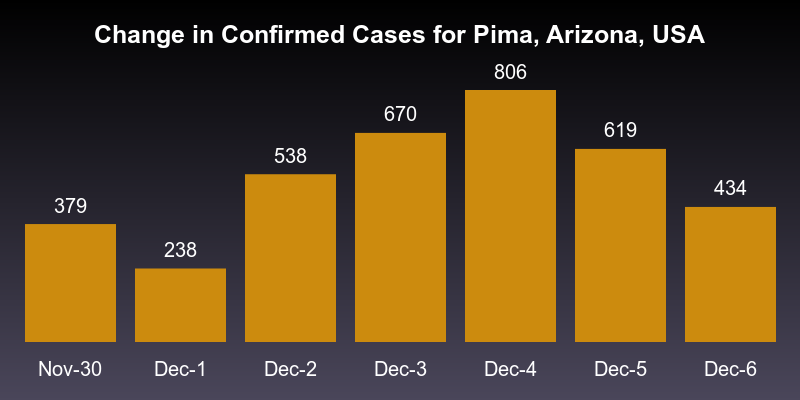 Change in Confirmed Cases for Pima, Arizona, USA
379
238
538
670
806
619
434
Nov-30
Dec-1
Dec-2
Dec-3
Dec-4
Dec-5
Dec-6